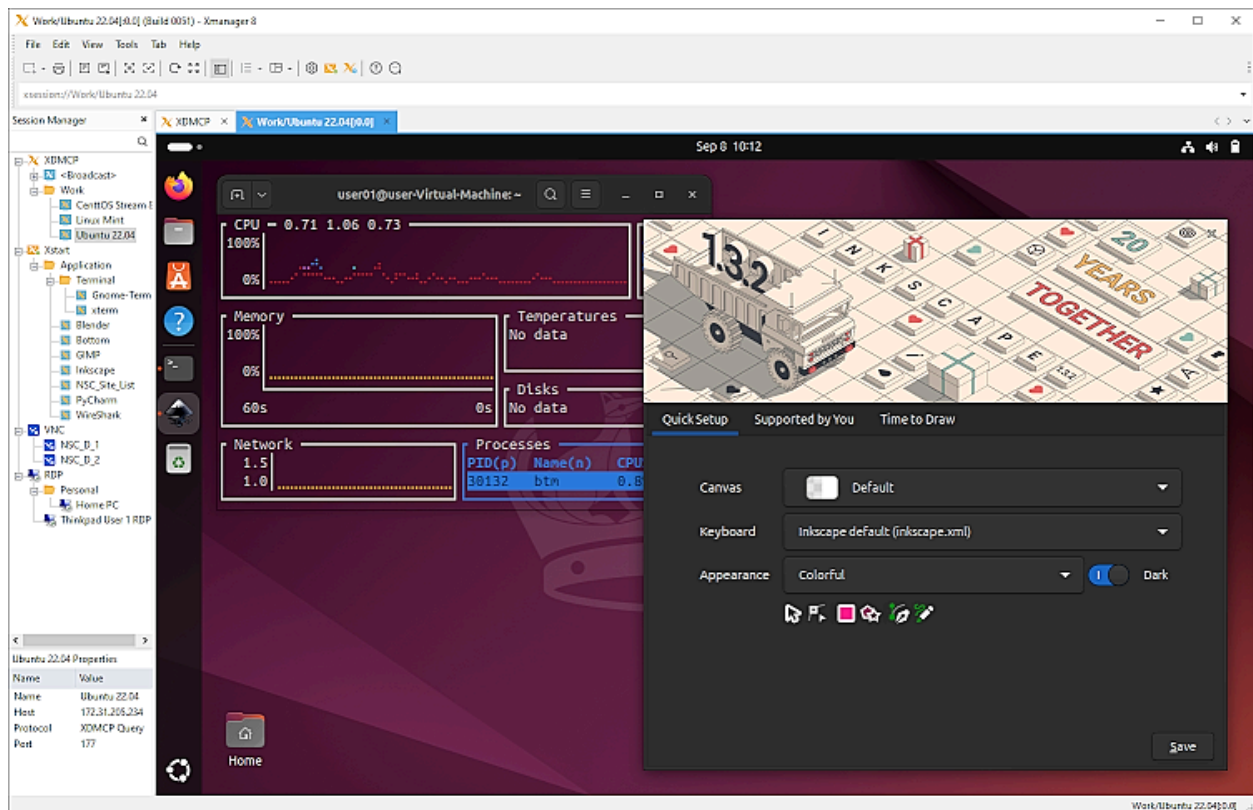 Work/Ubuntu 22.04[:0.0] (Build 0051) - Xmanager 8
File Edit View Tools Tab Help
xsession://Work/Ubuntu 22.04
Session Manager
XDMCP
<Broadcast>
Work
CenttOS Stream
Linux Mint
Ubuntu 22.04
Xstart
Application
Terminal
Gnome-Term
xterm
Blender
Bottom
GIMP
Inkscape
NSC_Site_List
PyCharm
WireShark
VNC
NSC_D_1
NSC_D_2
RDP
Personal
Home PC
Thinkpad User 1 RDP
Ubuntu 22.04 Properties
Name Value
Name Ubuntu 22.04
Host 172.31.205.234
Protocol XDMCP Query
Port 177
XDMCP
Work/Ubuntu 22.04[:0.0]
Sep 8 10:12
user01@user-Virtual-Machine: ~
CPU — 0.71 1.06 0.73
100%
0%
Memory
100%
0%
60s 0s
Temperatures
No data
Disks
No data
Network
1.5
1.0
Processes
PID(p) Name(n) CPU
30132 btm 0.8
Home
1.3.2
INKSCAPE
20
YEARS
TOGETHER
1.3.2
Quick Setup Supported by You Time to Draw
Canvas Default
Keyboard Inkscape default (inkscape.xml)
Appearance Colorful Dark
Save
Work/Ubuntu 22.04[:0.0]